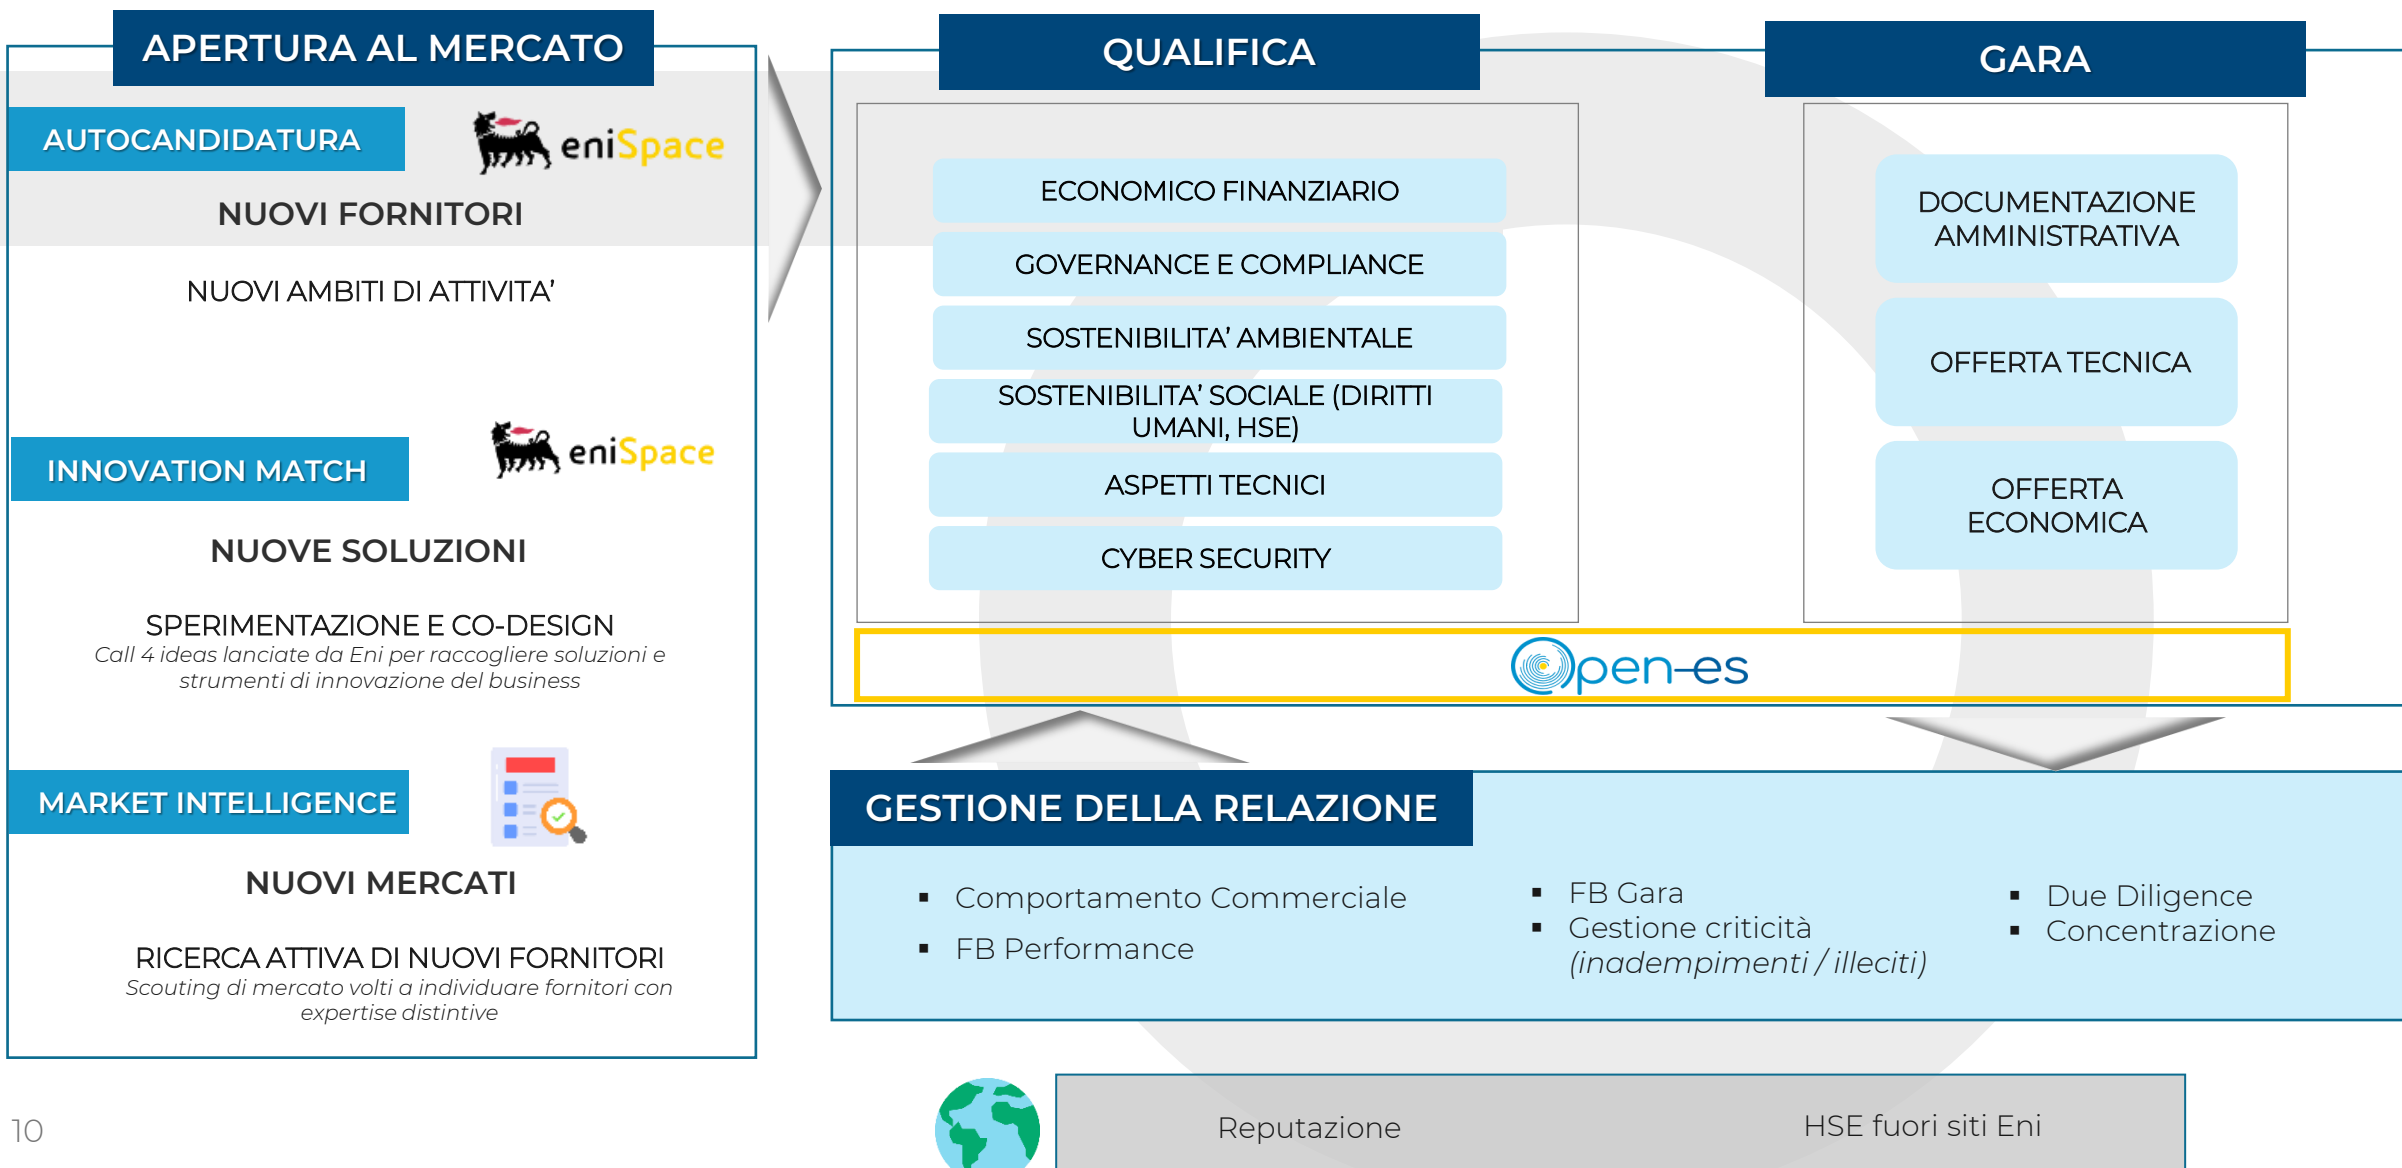 APERTURA AL MERCATO
AUTOCANDIDATURA
eniSpace
NUOVI FORNITORI
NUOVI AMBITI DI ATTIVITA’
INNOVATION MATCH
eniSpace
NUOVE SOLUZIONI
SPERIMENTAZIONE E CO-DESIGN
Call 4 ideas lanciate da Eni per raccogliere soluzioni e
strumenti di innovazione del business
MARKET INTELLIGENCE
NUOVI MERCATI
RICERCA ATTIVA DI NUOVI FORNITORI
Scouting di mercato volti a individuare fornitori con
expertise distintive
QUALIFICA
ECONOMICO FINANZIARIO
GOVERNANCE E COMPLIANCE
SOSTENIBILITA’ AMBIENTALE
SOSTENIBILITA’ SOCIALE (DIRITTI
UMANI, HSE)
ASPETTI TECNICI
CYBER SECURITY
GARA
DOCUMENTAZIONE
AMMINISTRATIVA
OFFERTA TECNICA
OFFERTA
ECONOMICA
Open-es
GESTIONE DELLA RELAZIONE
▪ Comportamento Commerciale
▪ FB Performance
▪ FB Gara
▪ Gestione criticità
(inadempimenti / illeciti)
▪ Due Diligence
▪ Concentrazione
Reputazione
HSE fuori siti Eni
10